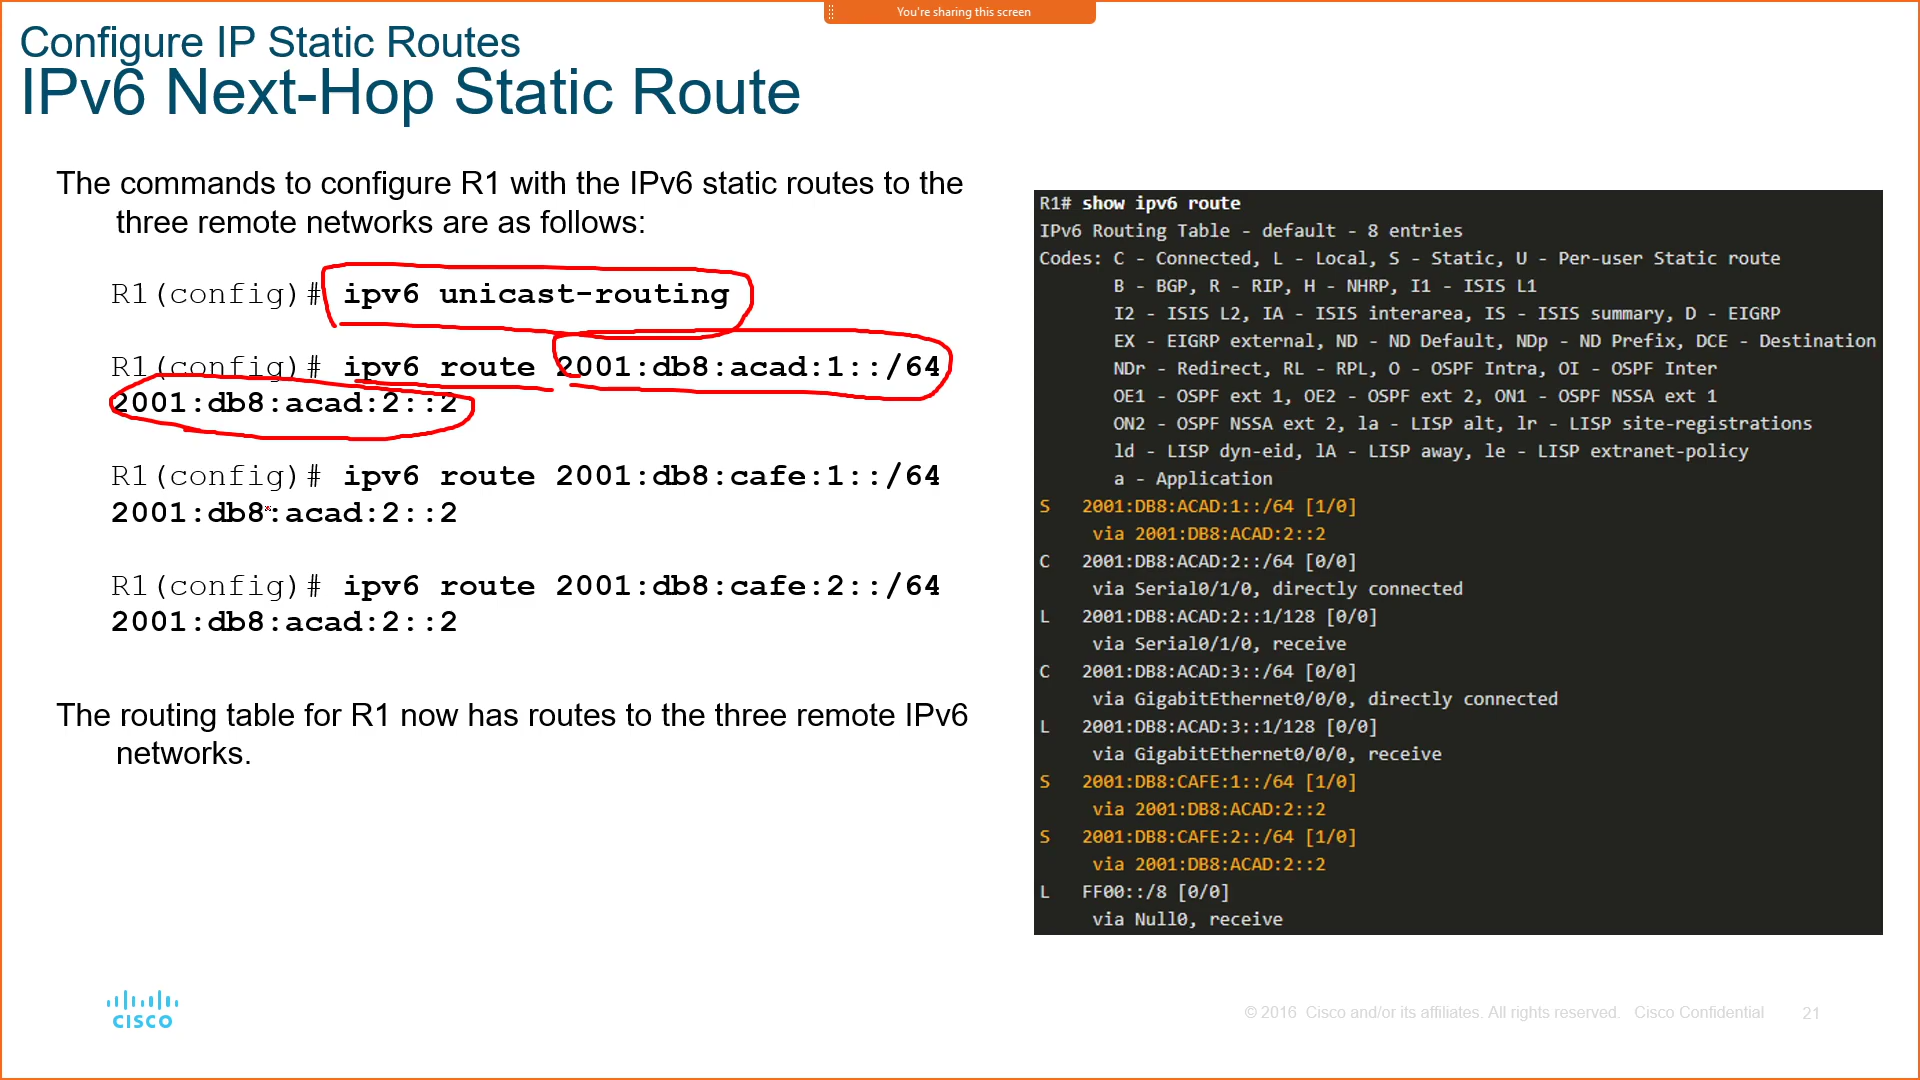 You're sharing this screen
Configure IP Static Routes
IPv6 Next-Hop Static Route
The commands to configure R1 with the IPv6 static routes to the
three remote networks are as follows:
R1(config)# ipv6 unicast-routing
R1(config)# ipv6 route 2001:db8:acad:1::/64
2001:db8:acad:2::2
R1(config)# ipv6 route 2001:db8:cafe:1::/64
2001:db8:acad:2::2
R1(config)# ipv6 route 2001:db8:cafe:2::/64
2001:db8:acad:2::2
The routing table for R1 now has routes to the three remote IPv6
networks.
R1# show ipv6 route
IPv6 Routing Table - default - 8 entries
Codes: C - Connected, L - Local, S - Static, U - Per-user Static route
B - BGP, R - RIP, H - NHRP, I1 - ISIS L1
I2 - ISIS L2, IA - ISIS interarea, IS - ISIS summary, D - EIGRP
EX - EIGRP external, ND - ND Default, NDp - ND Prefix, DCE - Destination
NDr - Redirect, RL - RPL, O - OSPF Intra, OI - OSPF Inter
OE1 - OSPF ext 1, OE2 - OSPF ext 2, ON1 - OSPF NSSA ext 1
ON2 - OSPF NSSA ext 2, la - LISP alt, lr - LISP site-registrations
ld - LISP dyn-eid, lA - LISP away, le - LISP extranet-policy
a - Application
S 2001:DB8:ACAD:1::/64 [1/0]
via 2001:DB8:ACAD:2::2
C 2001:DB8:ACAD:2::/64 [0/0]
via Serial0/1/0, directly connected
L 2001:DB8:ACAD:2::1/128 [0/0]
via Serial0/1/0, receive
C 2001:DB8:ACAD:3::/64 [0/0]
via GigabitEthernet0/0/0, directly connected
L 2001:DB8:ACAD:3::1/128 [0/0]
via GigabitEthernet0/0/0, receive
S 2001:DB8:CAFE:1::/64 [1/0]
via 2001:DB8:ACAD:2::2
S 2001:DB8:CAFE:2::/64 [1/0]
via 2001:DB8:ACAD:2::2
L FF00::/8 [0/0]
via Null0, receive
CISCO
© 2016 Cisco and/or its affiliates. All rights reserved. Cisco Confidential 21